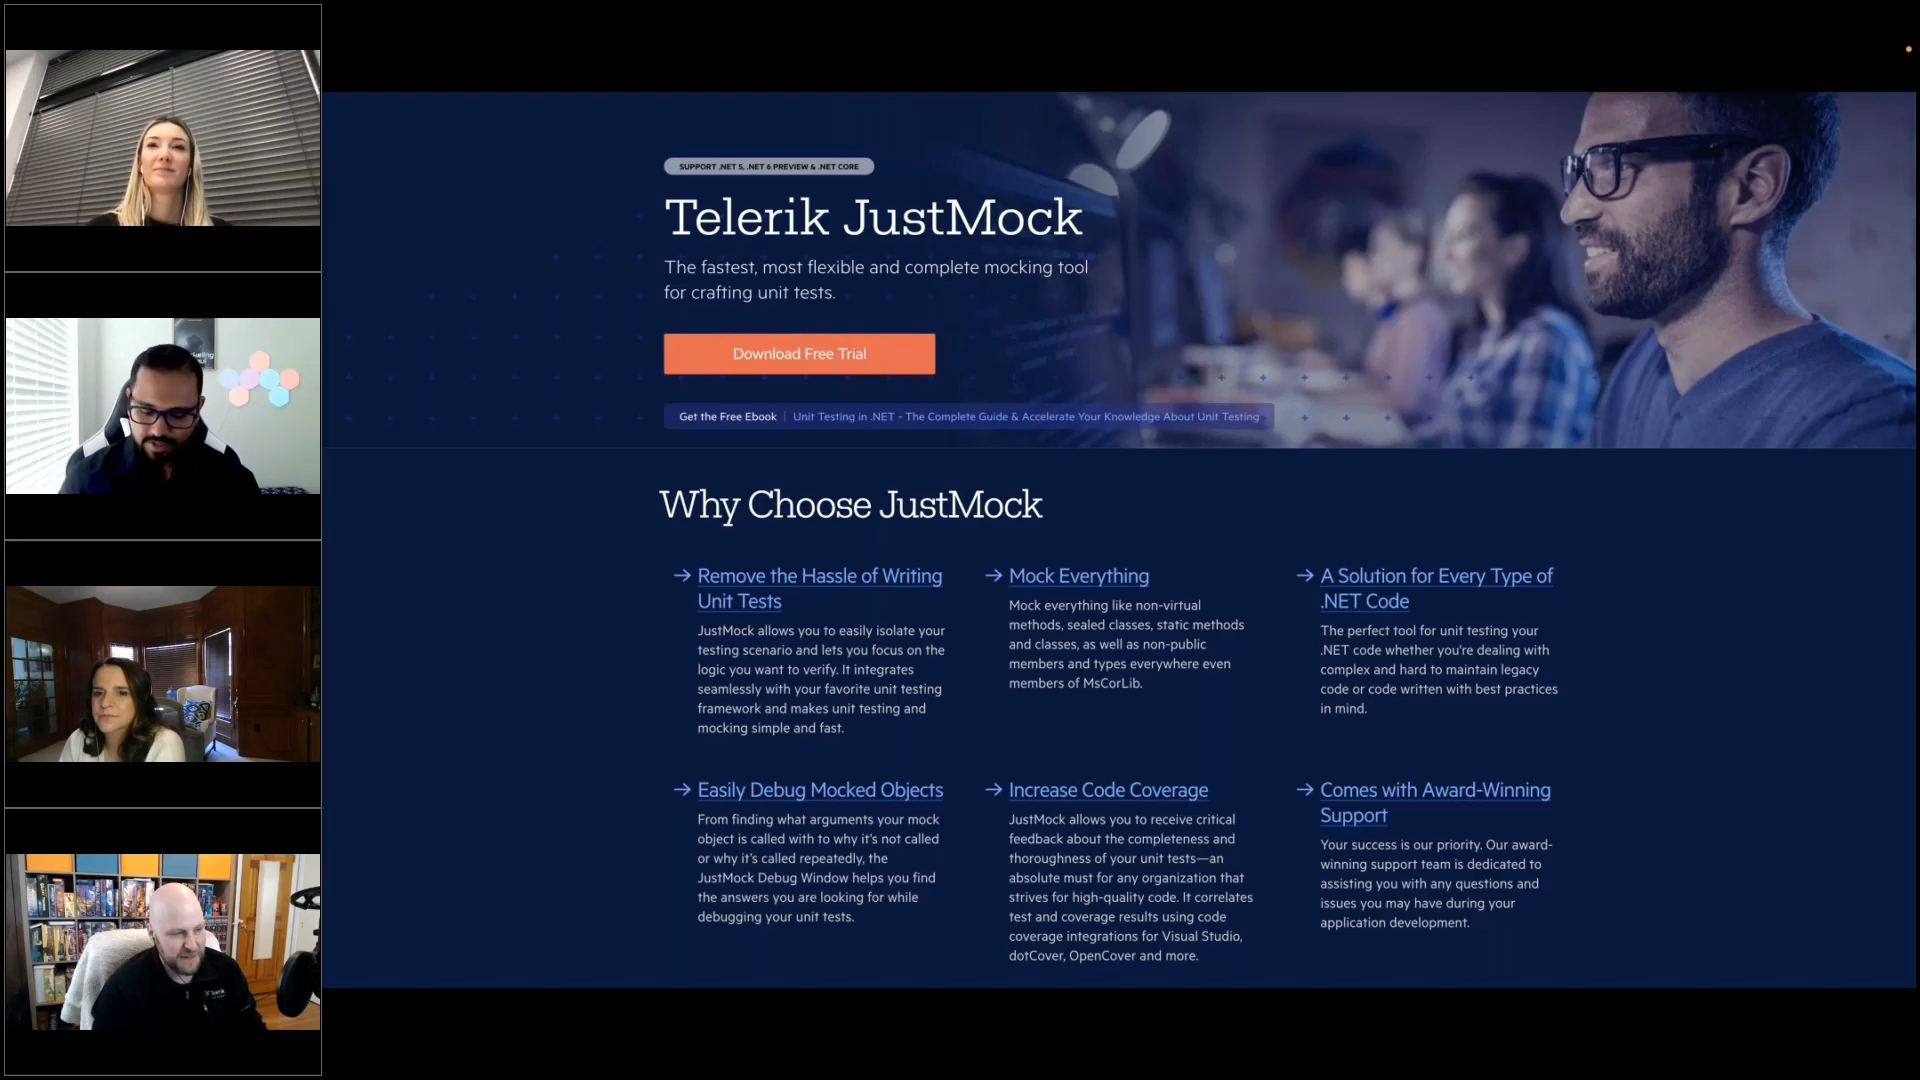 SUPPORT .NET 5, .NET 6 PREVIEW & .NET CORE
Telerik JustMock
The fastest, most flexible and complete mocking tool
for crafting unit tests.
Download Free Trial
Get the Free Ebook | Unit Testing in .NET - The Complete Guide & Accelerate Your Knowledge About Unit Testing
Why Choose JustMock
→ Remove the Hassle of Writing
Unit Tests
JustMock allows you to easily isolate your
testing scenario and lets you focus on the
logic you want to verify. It integrates
seamlessly with your favorite unit testing
framework and makes unit testing and
mocking simple and fast.
→ Mock Everything
Mock everything like non-virtual
methods, sealed classes, static methods
and classes, as well as non-public
members and types everywhere even
members of MsCorLib.
→ A Solution for Every Type of
.NET Code
The perfect tool for unit testing your
.NET code whether you're dealing with
complex and hard to maintain legacy
code or code written with best practices
in mind.
→ Easily Debug Mocked Objects
From finding what arguments your mock
object is called with to why it's not called
or why it's called repeatedly, the
JustMock Debug Window helps you find
the answers you are looking for while
debugging your unit tests.
→ Increase Code Coverage
JustMock allows you to receive critical
feedback about the completeness and
thoroughness of your unit tests—an
absolute must for any organization that
strives for high-quality code. It correlates
test and coverage results using code
coverage integrations for Visual Studio,
dotCover, OpenCover and more.
→ Comes with Award-Winning
Support
Your success is our priority. Our award-
winning support team is dedicated to
assisting you with any questions and
issues you may have during your
application development.